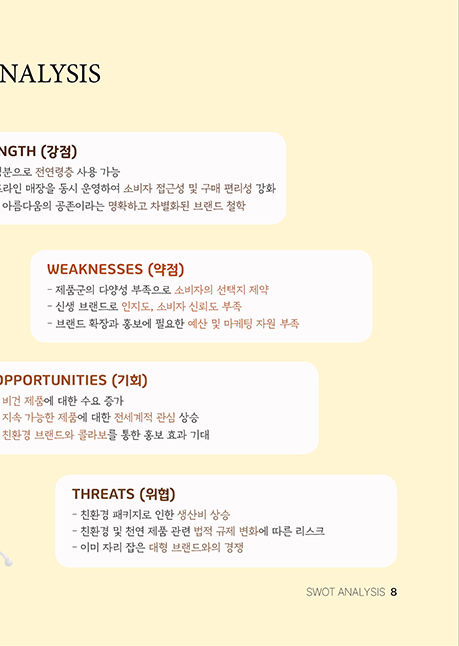 NALYSIS
NGTH (강점)
성분으로 전연령층 사용 가능
프라인 매장을 동시 운영하여 소비자 접근성 및 구매 편리성 강화
아름다움의 공존이라는 명확하고 차별화된 브랜드 철학
WEAKNESSES (약점)
- 제품군의 다양성 부족으로 소비자의 선택지 제약
- 신생 브랜드로 인지도, 소비자 신뢰도 부족
- 브랜드 확장과 홍보에 필요한 예산 및 마케팅 자원 부족
OPPORTUNITIES (기회)
비건 제품에 대한 수요 증가
지속 가능한 제품에 대한 전세계적 관심 상승
친환경 브랜드와 콜라보를 통한 홍보 효과 기대
THREATS (위협)
- 친환경 패키지로 인한 생산비 상승
- 친환경 및 천연 제품 관련 법적 규제 변화에 따른 리스크
- 이미 자리 잡은 대형 브랜드와의 경쟁
SWOT ANALYSIS 8